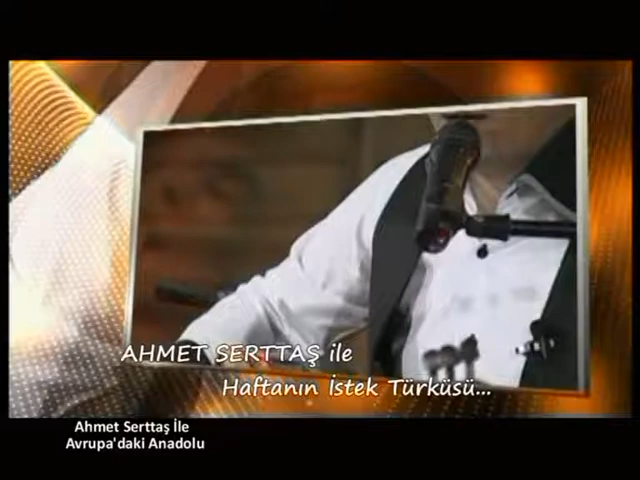 AHMET SERTTAŞ ile
Haftanın İstek Türküsü...
Ahmet Serttaş İle
Avrupa'daki Anadolu